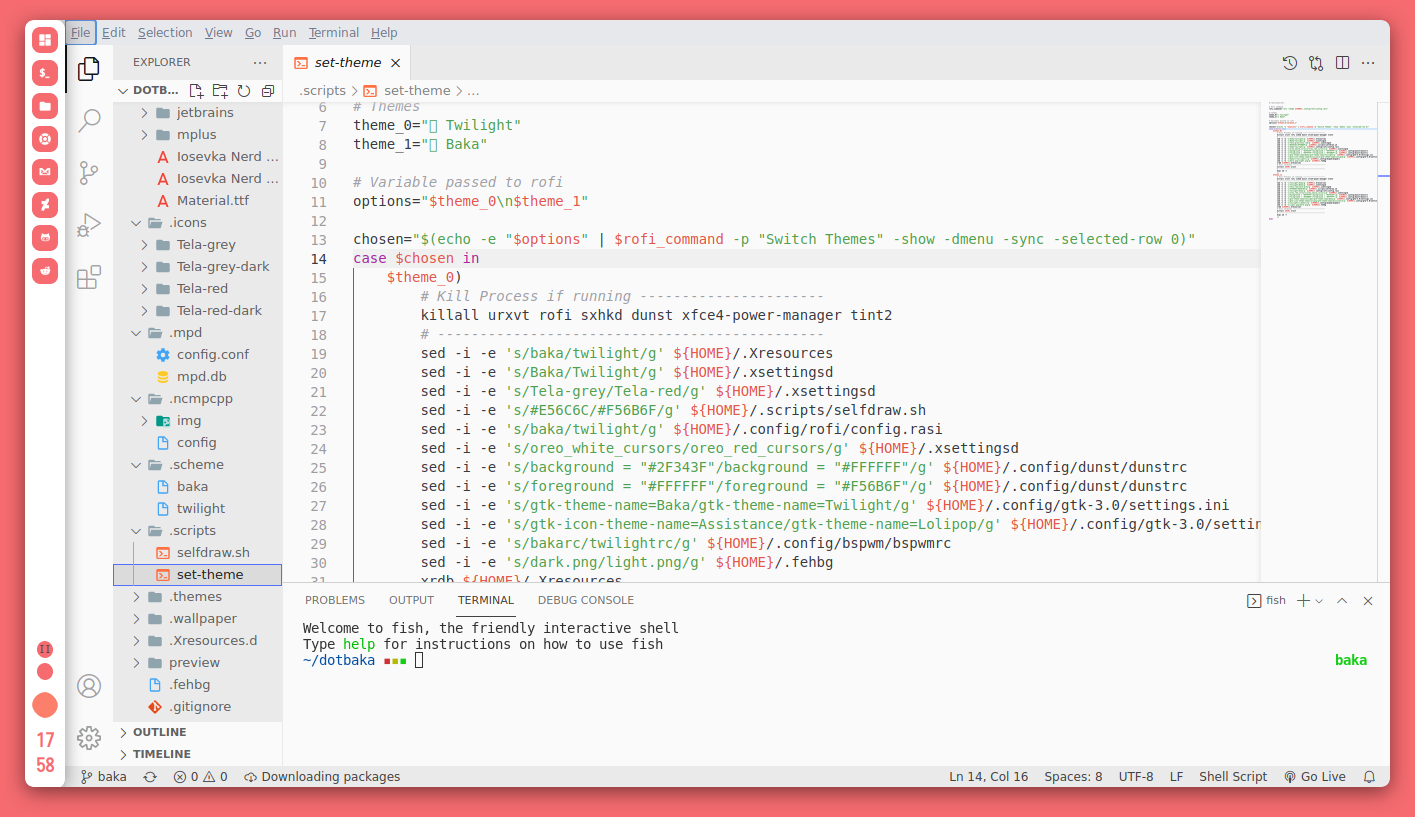 File Edit Selection View Go Run Terminal Help
EXPLORER
DOTB...
jetbrains
mplus
Iosevka Nerd ...
Iosevka Nerd ...
Material.ttf
.icons
Tela-grey
Tela-grey-dark
Tela-red
Tela-red-dark
.mpd
config.conf
mpd.db
.ncmpcpp
img
config
.scheme
baka
twilight
.scripts
selfdraw.sh
set-theme
.themes
.wallpaper
.Xresources.d
preview
.fehbg
.gitignore
OUTLINE
TIMELINE
17
58
set-theme
.scripts > set-theme > ...
6 # Themes
7 theme_0=" Twilight"
8 theme_1=" Baka"
9
10 # Variable passed to rofi
11 options="$theme_0\n$theme_1"
12
13 chosen="$(echo -e "$options" | $rofi_command -p "Switch Themes" -show -dmenu -sync -selected-row 0)"
14 case $chosen in
15 $theme_0)
16 # Kill Process if running ----------------------
17 killall urxvt rofi sxhkd dunst xfce4-power-manager tint2
18 # ----------------------------------------------
19 sed -i -e 's/baka/twilight/g' ${HOME}/.Xresources
20 sed -i -e 's/Baka/Twilight/g' ${HOME}/.xsettingsd
21 sed -i -e 's/Tela-grey/Tela-red/g' ${HOME}/.xsettingsd
22 sed -i -e 's/#E56C6C/#F56B6F/g' ${HOME}/.scripts/selfdraw.sh
23 sed -i -e 's/baka/twilight/g' ${HOME}/.config/rofi/config.rasi
24 sed -i -e 's/oreo_white_cursors/oreo_red_cursors/g' ${HOME}/.xsettingsd
25 sed -i -e 's/background = "#2F343F"/background = "#FFFFFF"/g' ${HOME}/.config/dunst/dunstrc
26 sed -i -e 's/foreground = "#FFFFFF"/foreground = "#F56B6F"/g' ${HOME}/.config/dunst/dunstrc
27 sed -i -e 's/gtk-theme-name=Baka/gtk-theme-name=Twilight/g' ${HOME}/.config/gtk-3.0/settings.ini
28 sed -i -e 's/gtk-icon-theme-name=Assistance/gtk-theme-name=Lolipop/g' ${HOME}/.config/gtk-3.0/settin
29 sed -i -e 's/bakarc/twilightrc/g' ${HOME}/.config/bspwm/bspwmrc
30 sed -i -e 's/dark.png/light.png/g' ${HOME}/.fehbg
31 xrdb ${HOME}/.Xresources
PROBLEMS OUTPUT TERMINAL DEBUG CONSOLE
fish
Welcome to fish, the friendly interactive shell
Type help for instructions on how to use fish
~/dotbaka
baka
baka 0 0 Downloading packages Ln 14, Col 16 Spaces: 8 UTF-8 LF Shell Script Go Live